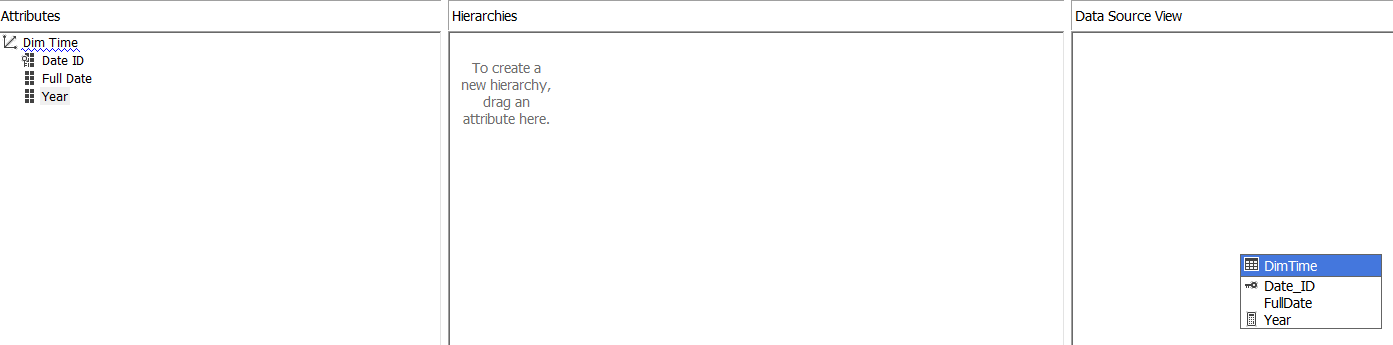 Attributes
Dim Time
Date ID
Full Date
Year
Hierarchies
To create a
new hierarchy,
drag an
attribute here.
Data Source View
DimTime
Date_ID
FullDate
Year